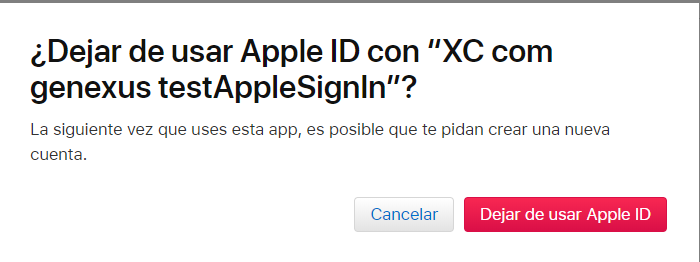 ¿Dejar de usar Apple ID con “XC com
genexus testAppleSignIn”?
La siguiente vez que uses esta app, es posible que te pidan crear una nueva
cuenta.
Cancelar Dejar de usar Apple ID